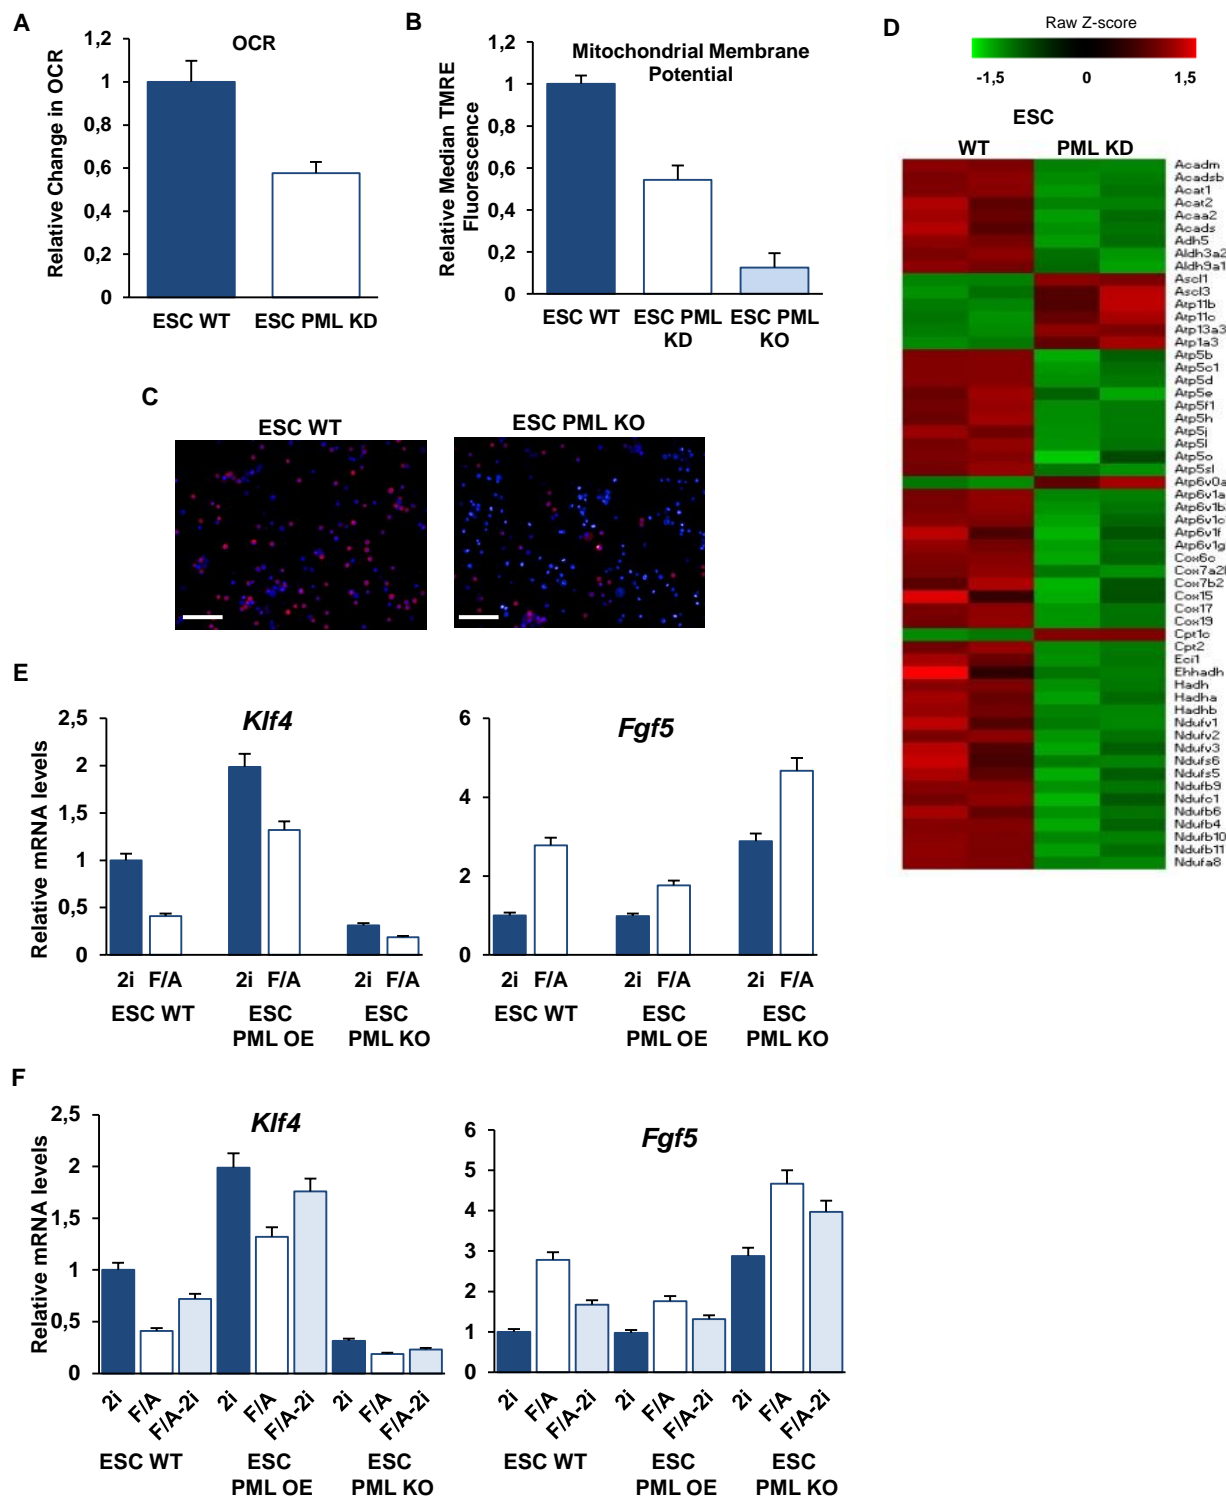 A
OCR
Relative Change in OCR
1,2
1
0,8
0,6
0,4
0,2
0
ESC WT
ESC PML KD
B
Mitochondrial Membrane
Potential
Relative Median TMRE
Fluorescence
1,2
1
0,8
0,6
0,4
0,2
0
ESC WT
ESC PML
KD
ESC PML
KO
C
ESC WT
ESC PML KO
D
Raw Z-score
-1,5
0
1,5
ESC
WT
PML KD
Acadm
Acadsb
Acat1
Acat2
Acaa2
Acads
Adh5
Aldh3a2
Aldh9a1
Ascl1
Ascl3
Atp11b
Atp11c
Atp13a3
Atp1a3
Atp5b
Atp5c1
Atp5d
Atp5e
Atp5f1
Atp5h
Atp5j
Atp5l
Atp5o
Atp5sl
Atp6v0a
Atp6v1a
Atp6v1b
Atp6v1c
Atp6v1f
Atp6v1g
Cox6c
Cox7a2l
Cox7b2
Cox15
Cox17
Cox19
Cpt1c
Cpt2
Eci1
Ehhadh
Hadh
Hadha
Hadhb
Ndufv1
Ndufv2
Ndufv3
Ndufs6
Ndufs5
Ndufb9
Ndufc1
Ndufb6
Ndufb4
Ndufb10
Ndufb11
Ndufa8
E
Klf4
Relative mRNA levels
2,5
2
1,5
1
0,5
0
2i F/A
2i F/A
2i F/A
ESC WT
ESC
PML OE
ESC
PML KO
Fgf5
6
4
2
0
2i F/A
2i F/A
2i F/A
ESC WT
ESC
PML OE
ESC
PML KO
F
Klf4
Relative mRNA levels
2,5
2
1,5
1
0,5
0
2i F/A F/A-2i
2i F/A F/A-2i
2i F/A F/A-2i
ESC WT
ESC
PML OE
ESC
PML KO
Fgf5
6
5
4
3
2
1
0
2i F/A F/A-2i
2i F/A F/A-2i
2i F/A F/A-2i
ESC WT
ESC
PML OE
ESC
PML KO